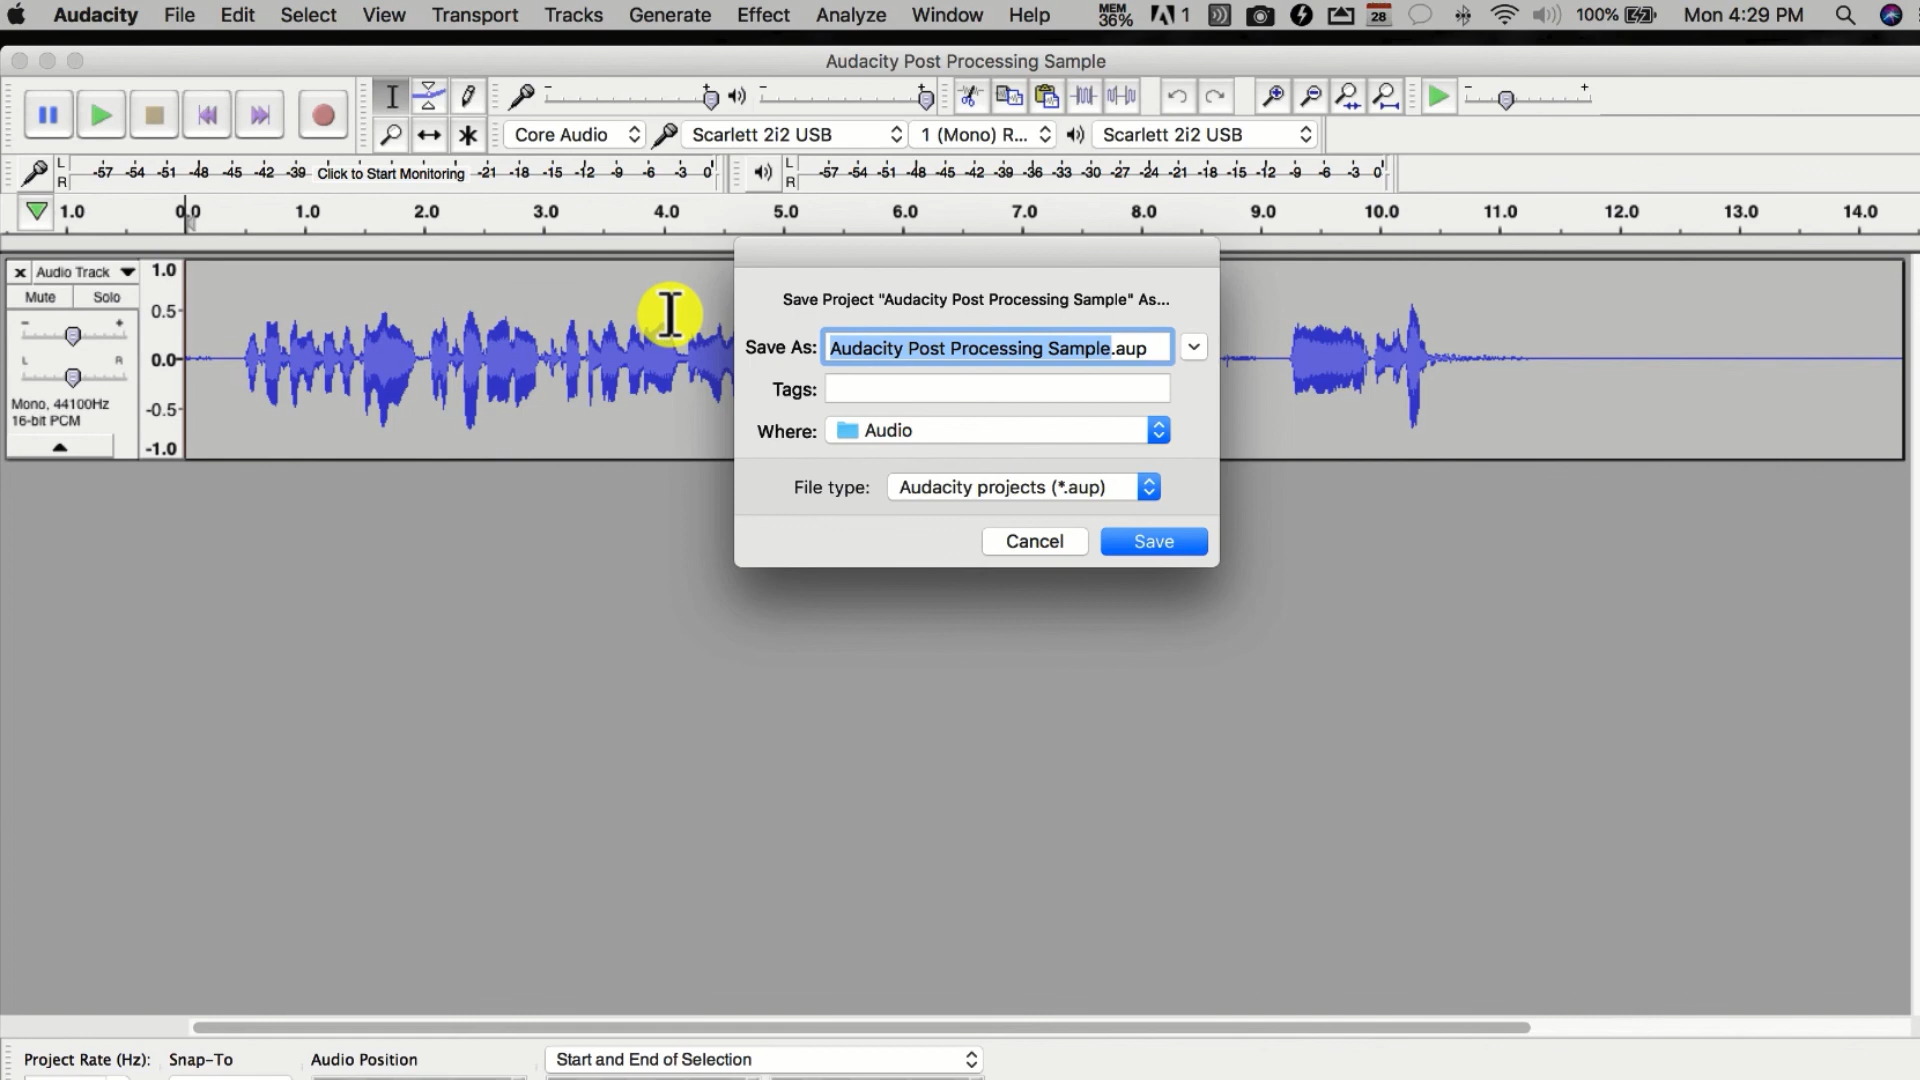 Audacity File Edit Select View Transport Tracks Generate Effect Analyze Window Help MEM 36% 1 28 100% Mon 4:29 PM
Audacity Post Processing Sample
Core Audio Scarlett 2i2 USB 1 (Mono) R... Scarlett 2i2 USB
L R -57 -54 -51 -48 -45 -42 -39 Click to Start Monitoring -21 -18 -15 -12 -9 -6 -3 0 L R -57 -54 -51 -48 -45 -42 -39 -36 -33 -30 -27 -24 -21 -18 -15 -12 -9 -6 -3 0
1.0 0.0 1.0 2.0 3.0 4.0 5.0 6.0 7.0 8.0 9.0 10.0 11.0 12.0 13.0 14.0
x Audio Track 1.0
Mute Solo
0.5
L R 0.0
Mono, 44100Hz
16-bit PCM
-0.5
-1.0
Save Project "Audacity Post Processing Sample" As...
Save As: Audacity Post Processing Sample.aup
Tags:
Where: Audio
File type: Audacity projects (*.aup)
Cancel Save
Project Rate (Hz): Snap-To Audio Position Start and End of Selection